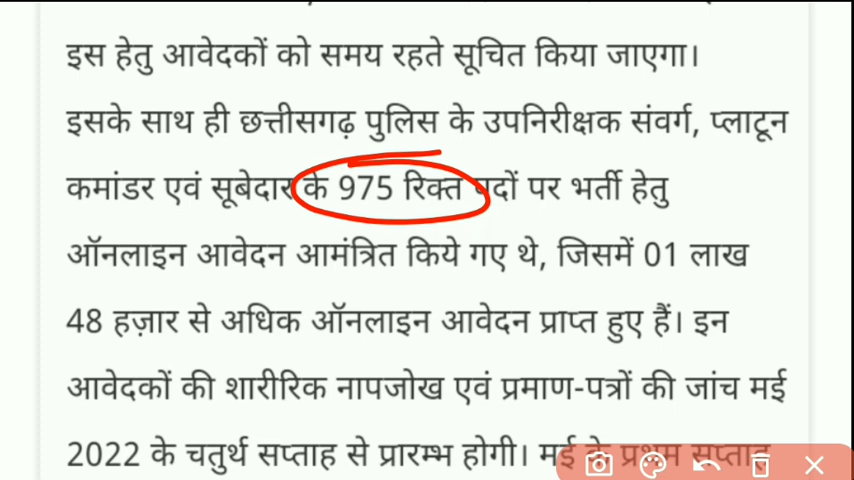 इस हेतु आवेदकों को समय रहते सूचित किया जाएगा।
इसके साथ ही छत्तीसगढ़ पुलिस के उपनिरीक्षक संवर्ग, प्लाटून
कमांडर एवं सूबेदार के 975 रिक्त पदों पर भर्ती हेतु
ऑनलाइन आवेदन आमंत्रित किये गए थे, जिसमें 01 लाख
48 हज़ार से अधिक ऑनलाइन आवेदन प्राप्त हुए हैं। इन
आवेदकों की शारीरिक नापजोख एवं प्रमाण-पत्रों की जांच मई
2022 के चतुर्थ सप्ताह से प्रारम्भ होगी। मई के प्रथम सप्ताह